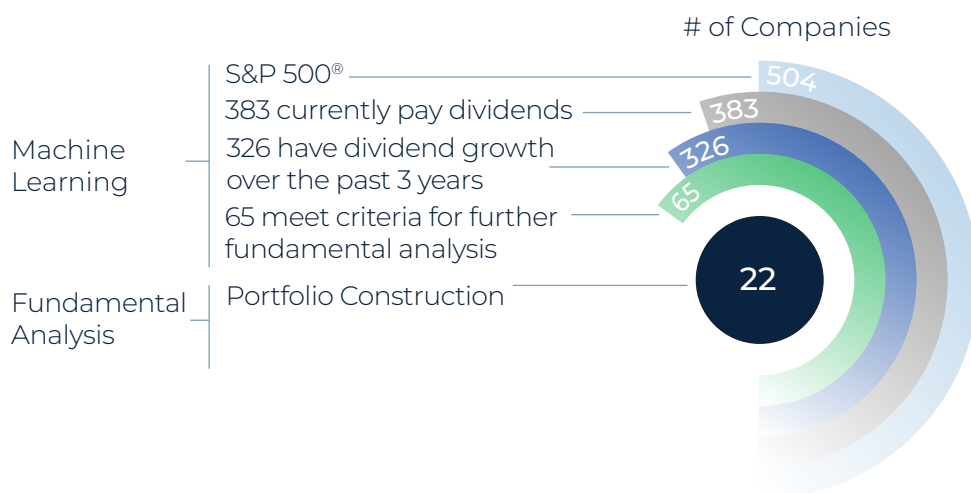 # of Companies
S&P 500®
504
383 currently pay dividends
383
Machine
Learning
326 have dividend growth
over the past 3 years
326
65 meet criteria for further
fundamental analysis
65
Fundamental
Analysis
Portfolio Construction
22